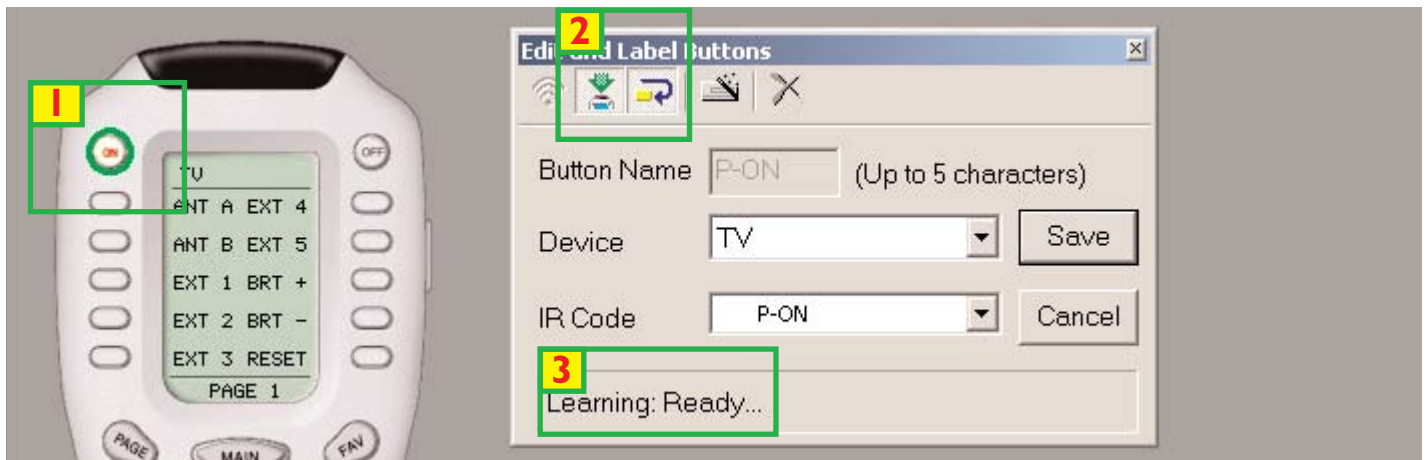 1
ON
OFF
TV
ANT A EXT 4
ANT B EXT 5
EXT 1 BRT +
EXT 2 BRT -
EXT 3 RESET
PAGE 1
PAGE
MAIN
FAV
2
Edit and Label Buttons
Button Name P-ON (Up to 5 characters)
Device TV Save
IR Code P-ON Cancel
3
Learning: Ready...